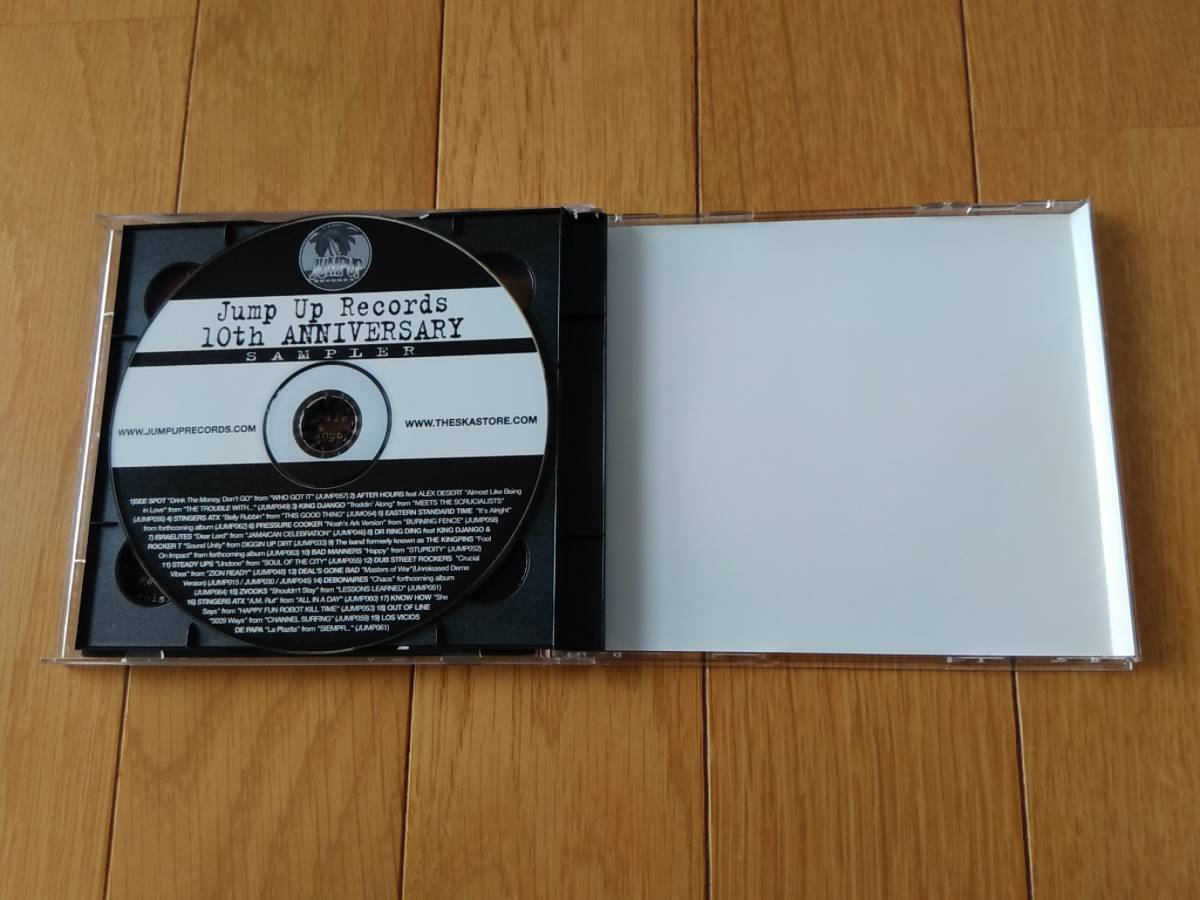 JUMPUP
RECORDS
Jump Up Records
10th ANNIVERSARY
SAMPLER
WWW.JUMPUPRECORDS.COM
WWW.THESKASTORE.COM
1)SEE SPOT "Drink The Money, Don't GO" from "WHO GOT IT" (JUMP057) 2) AFTER HOURS feat ALEX DESERT "Almost Like Being
in Love" from "THE TROUBLE WITH..." (JUMP049) 3) KING DJANGO "Troddin' Along" from "MEETS THE SCRUCIALISTS"
(JUMP056) 4) STINGERS ATX "Belly Rubbin" from "THIS GOOD THING" (JUMO54) 5) EASTERN STANDARD TIME "It's Alright"
from forthcoming album (JUMP062) 6) PRESSURE COOKER "Noah's Ark Version" from "BURNING FENCE" (JUMP058)
7) ISRAELITES "Dear Lord" from "JAMAICAN CELEBRATION" (JUMP046) 8) DR RING DING feat KING DJANGO &
ROCKER T "Sound Unity" from DIGGIN UP DIRT (JUMP033) 9) The band formerly known as THE KINGPINS "Fool
On Impact" from forthcoming album (JUMP063) 10) BAD MANNERS "Happy" from "STUPIDITY" (JUMP052)
11) STEADY UPS "Undone" from "SOUL OF THE CITY" (JUMP055) 12) DUB STREET ROCKERS "Crucial
Vibes" from "ZION READY" (JUMP048) 13) DEAL'S GONE BAD "Masters of War"(Unreleased Demo
Version) (JUMP015 / JUMP030 / JUMP045) 14) DEBONAIRES "Chaos" forthcoming album
(JUMP064) 15) ZVOOKS "Shouldn't Stay" from "LESSONS LEARNED" (JUMP051)
16) STINGERS ATX "A.M. Rut" from "ALL IN A DAY" (JUMP060) 17) KNOW HOW "She
Says" from "HAPPY FUN ROBOT KILL TIME" (JUMP053) 18) OUT OF LINE
"5029 Ways" from "CHANNEL SURFING" (JUMP059) 19) LOS VICIOS
DE PAPA "La Plazita" from "SIEMPR..." (JUMP061)